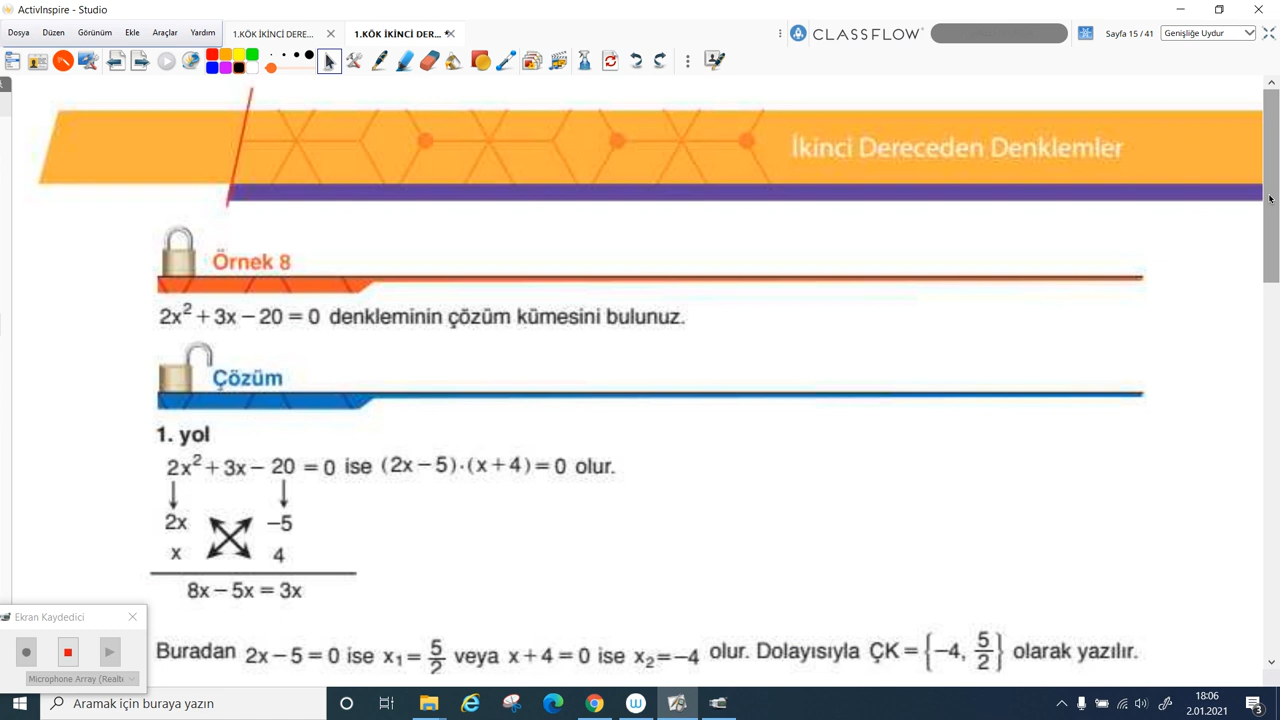 ActivInspire - Studio
Dosya Düzen Görünüm Ekle Araçlar Yardım
1.KÖK İKİNCİ DERE...
1.KÖK İKİNCİ DER...
CLASSFLOW
Sayfa 15 / 41
Genişliğe Uydur
İkinci Dereceden Denklemler
Örnek 8
2x² + 3x − 20 = 0 denkleminin çözüm kümesini bulunuz.
Çözüm
1. yol
2x² + 3x − 20 = 0 ise (2x − 5)·(x + 4) = 0 olur.
2x −5
x 4
8x − 5x = 3x
Buradan 2x − 5 = 0 ise x₁ = 5/2 veya x + 4 = 0 ise x₂ = −4 olur. Dolayısıyla ÇK = {−4, 5/2} olarak yazılır.
Ekran Kaydedici
Microphone Array (Realte
Aramak için buraya yazın
18:06
2.01.2021
3